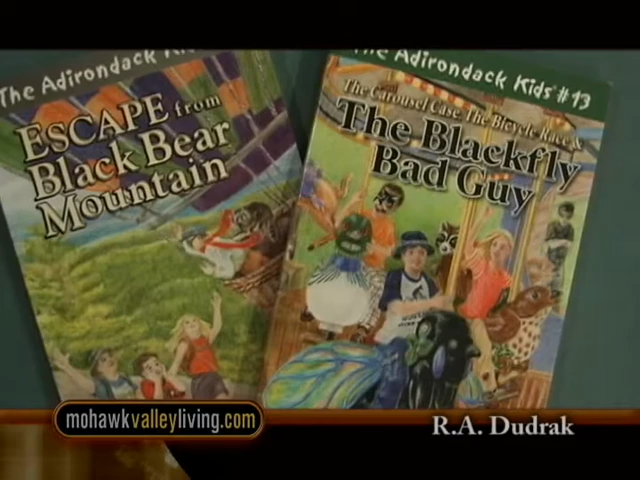 The Adirondack Kids
ESCAPE from
Black Bear
Mountain
The Adirondack Kids® #13
The Carousel Case, The Bicycle Race &
The Blackfly
Bad Guy
mohawkvalleyliving.com
R.A. Dudrak